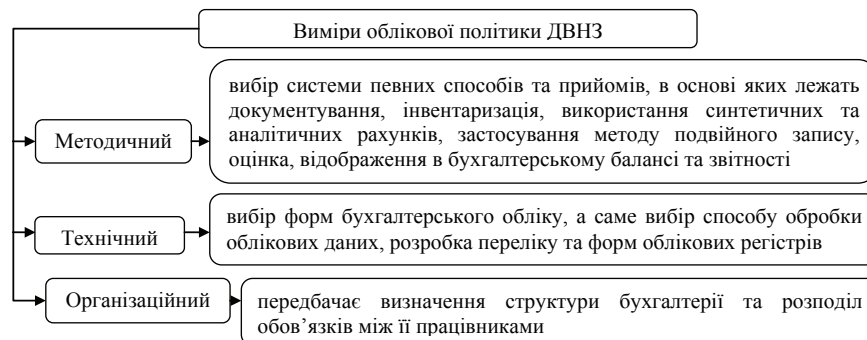 Виміри облікової політики ДВНЗ
вибір системи певних способів та прийомів, в основі яких лежать
документування, інвентаризація, використання синтетичних та
аналітичних рахунків, застосування методу подвійного запису,
оцінка, відображення в бухгалтерському балансі та звітності
Методичний
вибір форм бухгалтерського обліку, а саме вибір способу обробки
облікових даних, розробка переліку та форм облікових регістрів
Технічний
Організаційний
передбачає визначення структури бухгалтерії та розподіл
обов’язків між її працівниками